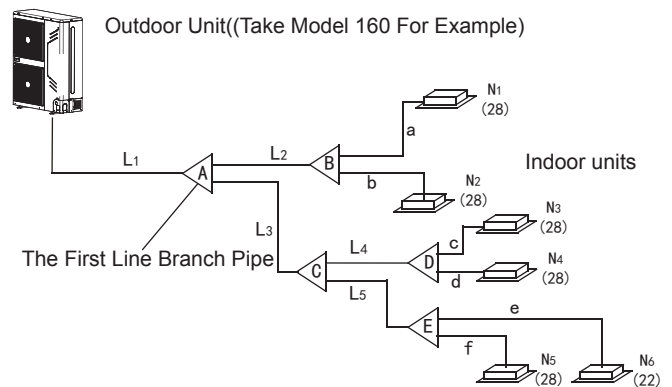 Outdoor Unit((Take Model 160 For Example)
N1
(28)
a
L1
L2
B
A
b
N2
(28)
Indoor units
L3
N3
(28)
c
L4
The First Line Branch Pipe
C
D
N4
(28)
d
L5
e
E
f
N5
(28)
N6
(22)